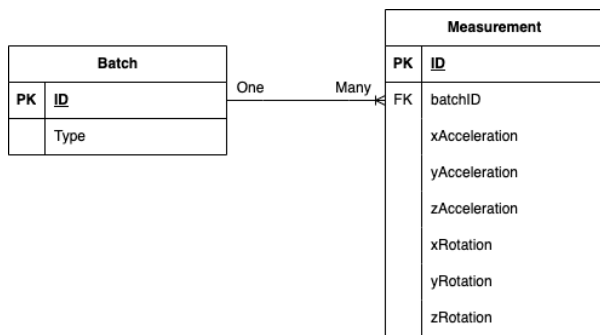 Batch
PK ID
Type
One Many
Measurement
PK ID
FK batchID
xAcceleration
yAcceleration
zAcceleration
xRotation
yRotation
zRotation